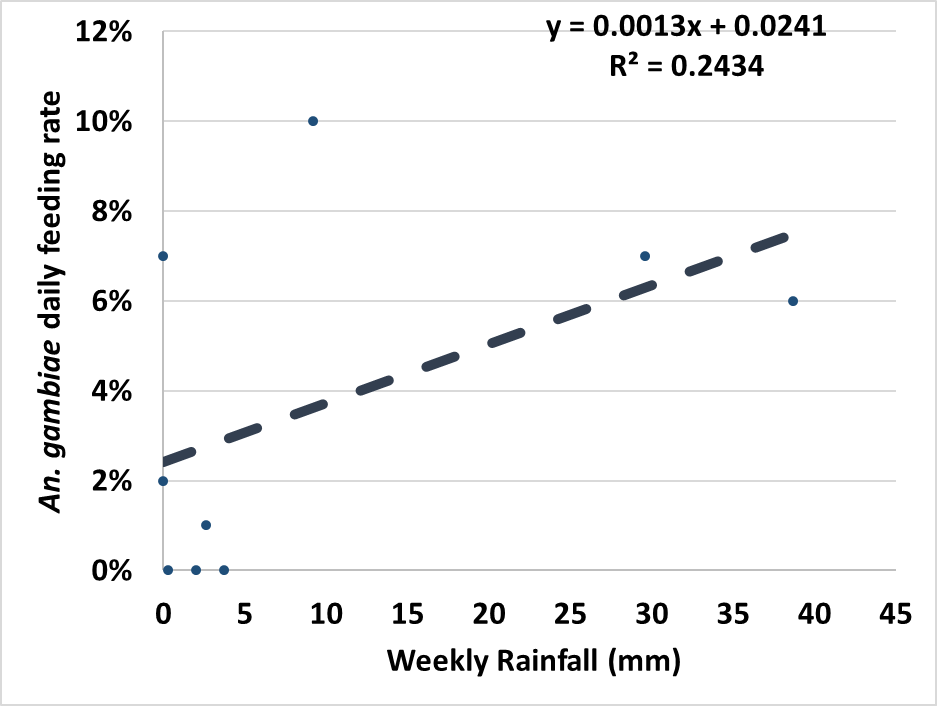 y = 0.0013x + 0.0241
R² = 0.2434
12%
10%
8%
6%
4%
2%
0%
An. gambiae daily feeding rate
0 5 10 15 20 25 30 35 40 45
Weekly Rainfall (mm)